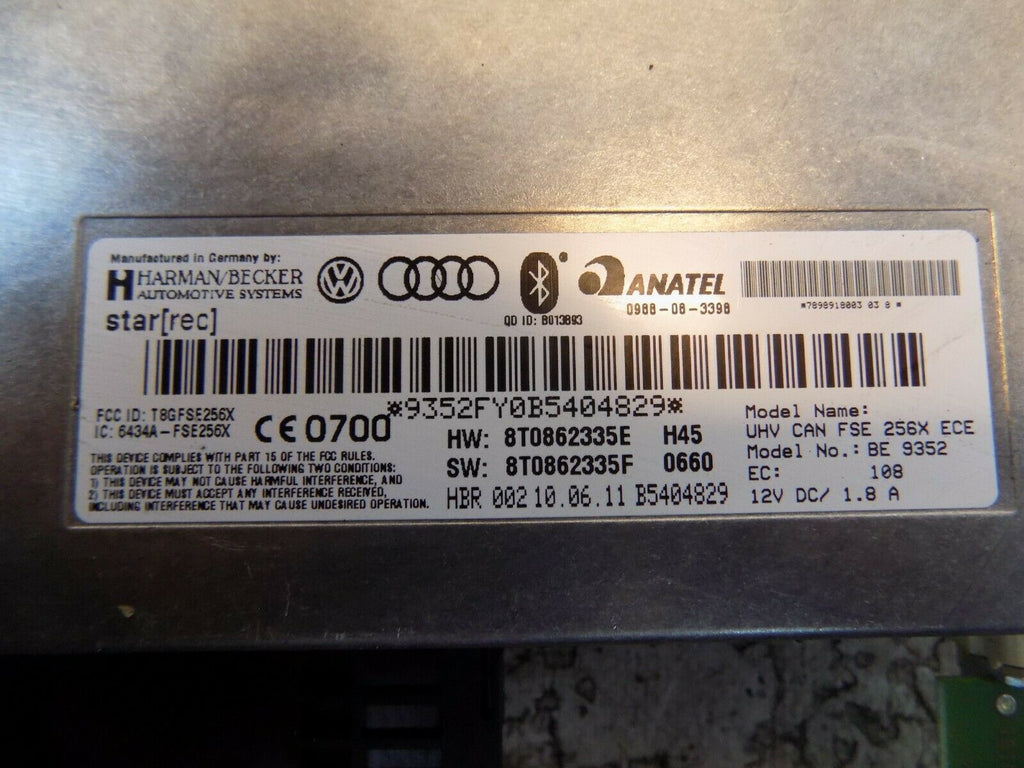 Manufactured in Germany by:
HARMAN/BECKER
AUTOMOTIVE SYSTEMS
star[rec]
QD ID: B013893
ANATEL
0988-08-3398
*7898918003 03 8*
*9352FY0B5404829*
FCC ID: T8GFSE256X
IC: 6434A-FSE256X
CE 0700
THIS DEVICE COMPLIES WITH PART 15 OF THE FCC RULES.
OPERATION IS SUBJECT TO THE FOLLOWING TWO CONDITIONS:
1) THIS DEVICE MAY NOT CAUSE HARMFUL INTERFERENCE, AND
2) THIS DEVICE MUST ACCEPT ANY INTERFERENCE RECEIVED,
INCLUDING INTERFERENCE THAT MAY CAUSE UNDESIRED OPERATION.
HW: 8T0862335E H45
SW: 8T0862335F 0660
HBR 002 10.06.11 B5404829
Model Name:
UHV CAN FSE 256X ECE
Model No.: BE 9352
EC: 108
12V DC/ 1.8 A